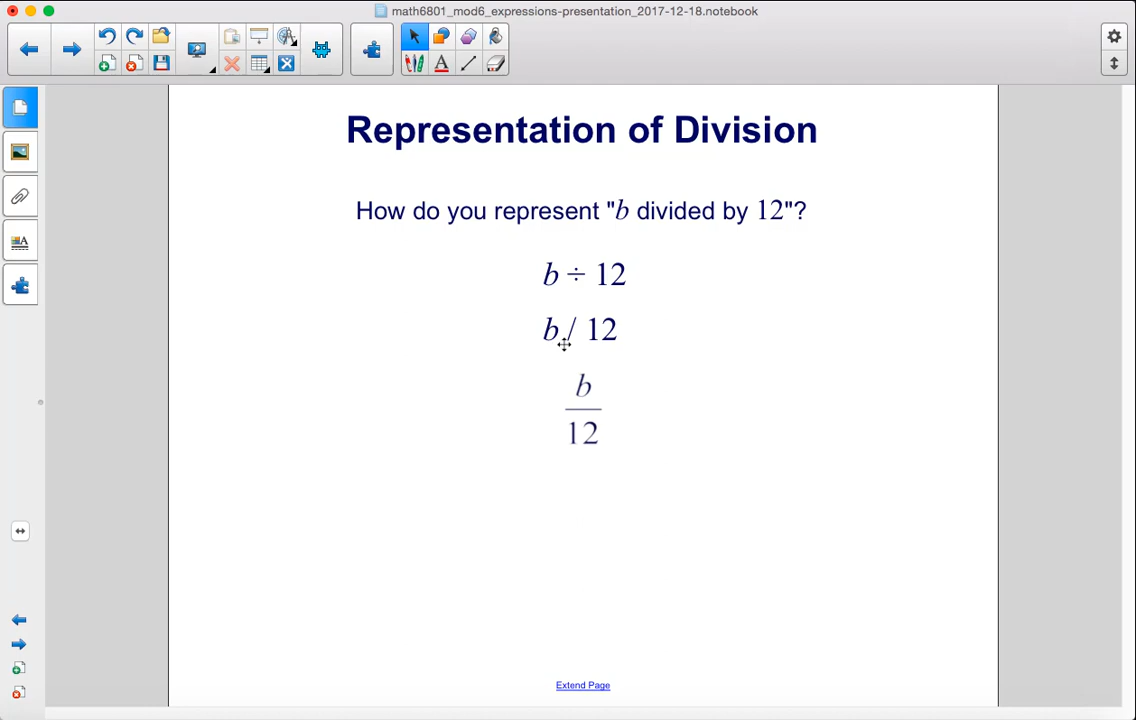 math6801_mod6_expressions-presentation_2017-12-18.notebook
Representation of Division
How do you represent "b divided by 12"?
b ÷ 12
b / 12
b
12
Extend Page